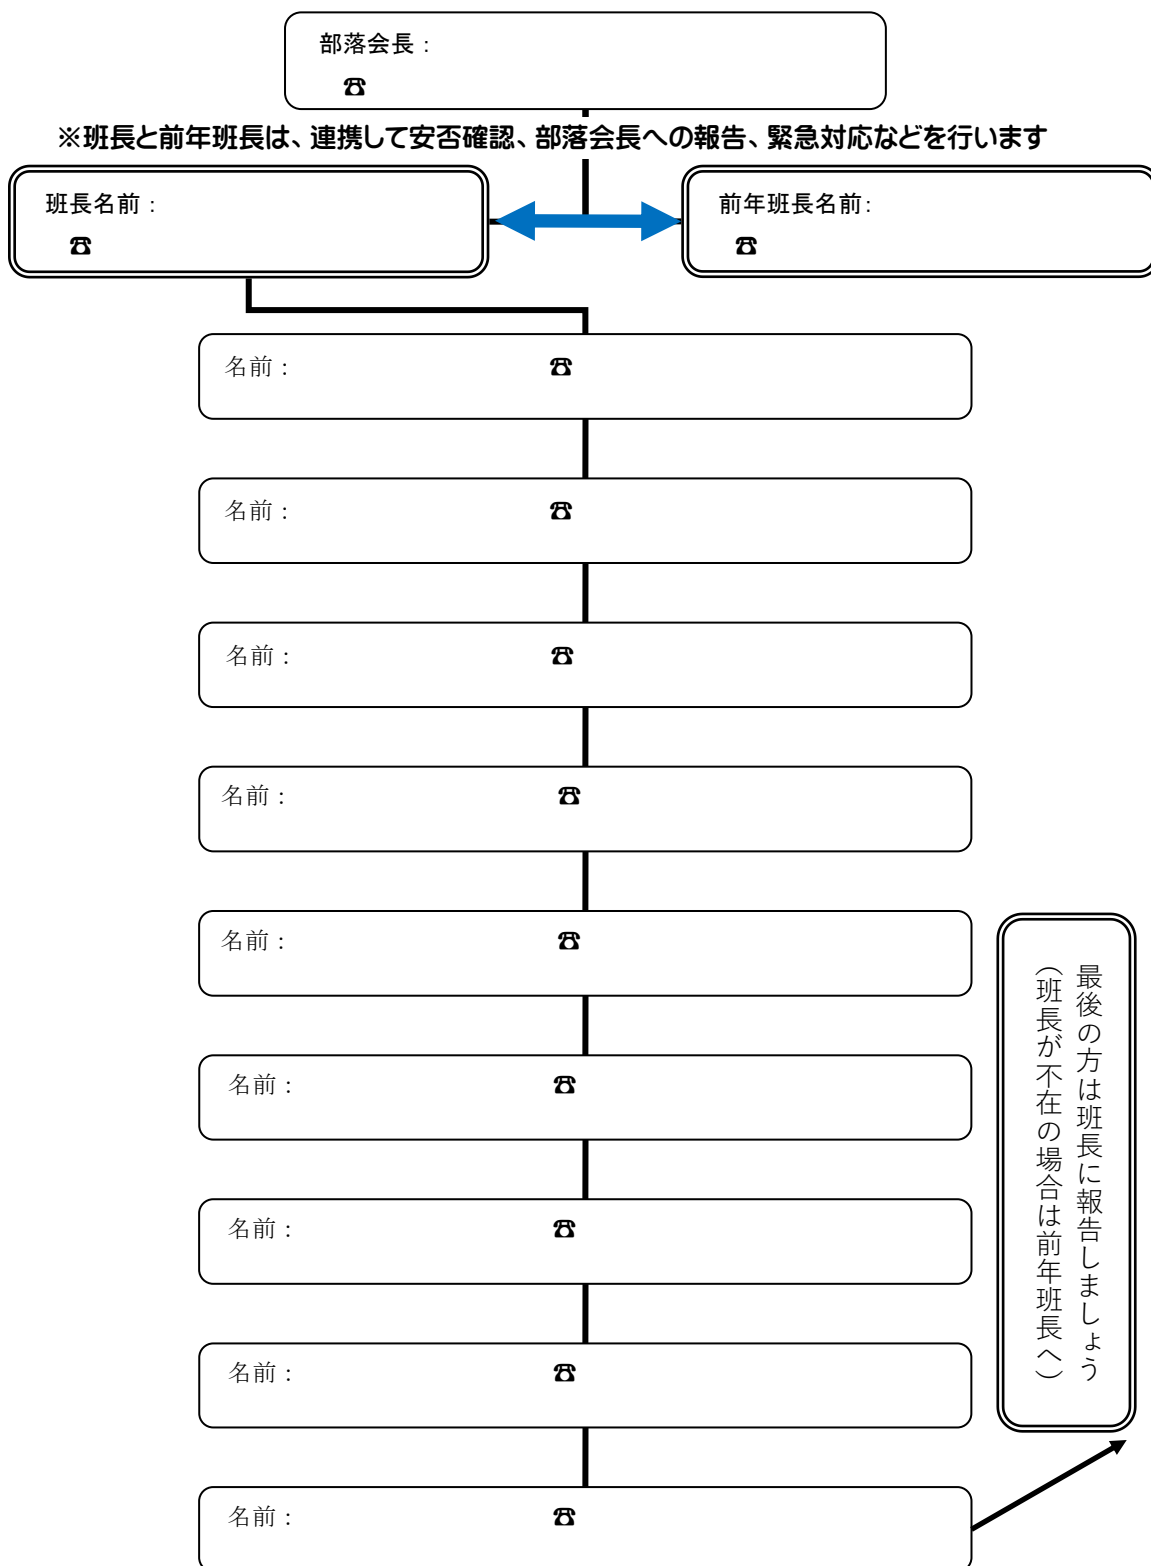 部落会長：
☎
※班長と前年班長は、連携して安否確認、部落会長への報告、緊急対応などを行います
班長名前：
☎
前年班長名前：
☎
名前： ☎
名前： ☎
名前： ☎
名前： ☎
名前： ☎
名前： ☎
名前： ☎
名前： ☎
名前： ☎
最後の方は班長に報告しましょう
（班長が不在の場合は前年班長へ）